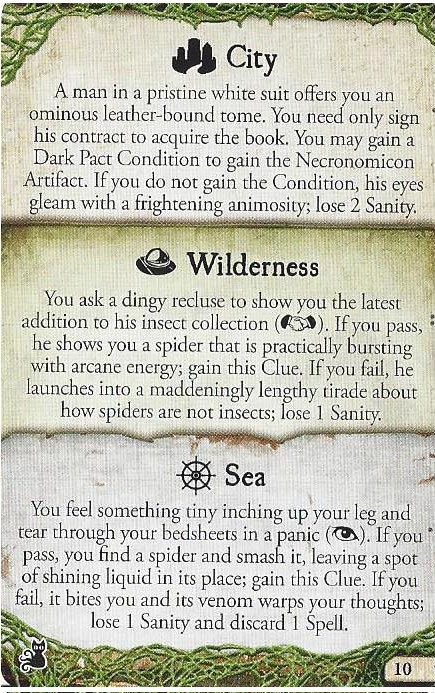 City
A man in a pristine white suit offers you an
ominous leather-bound tome. You need only sign
his contract to acquire the book. You may gain a
Dark Pact Condition to gain the Necronomicon
Artifact. If you do not gain the Condition, his eyes
gleam with a frightening animosity; lose 2 Sanity.
Wilderness
You ask a dingy recluse to show you the latest
addition to his insect collection ( ). If you pass,
he shows you a spider that is practically bursting
with arcane energy; gain this Clue. If you fail, he
launches into a maddeningly lengthy tirade about
how spiders are not insects; lose 1 Sanity.
Sea
You feel something tiny inching up your leg and
tear through your bedsheets in a panic ( ). If you
pass, you find a spider and smash it, leaving a spot
of shining liquid in its place; gain this Clue. If you
fail, it bites you and its venom warps your thoughts;
lose 1 Sanity and discard 1 Spell.
10